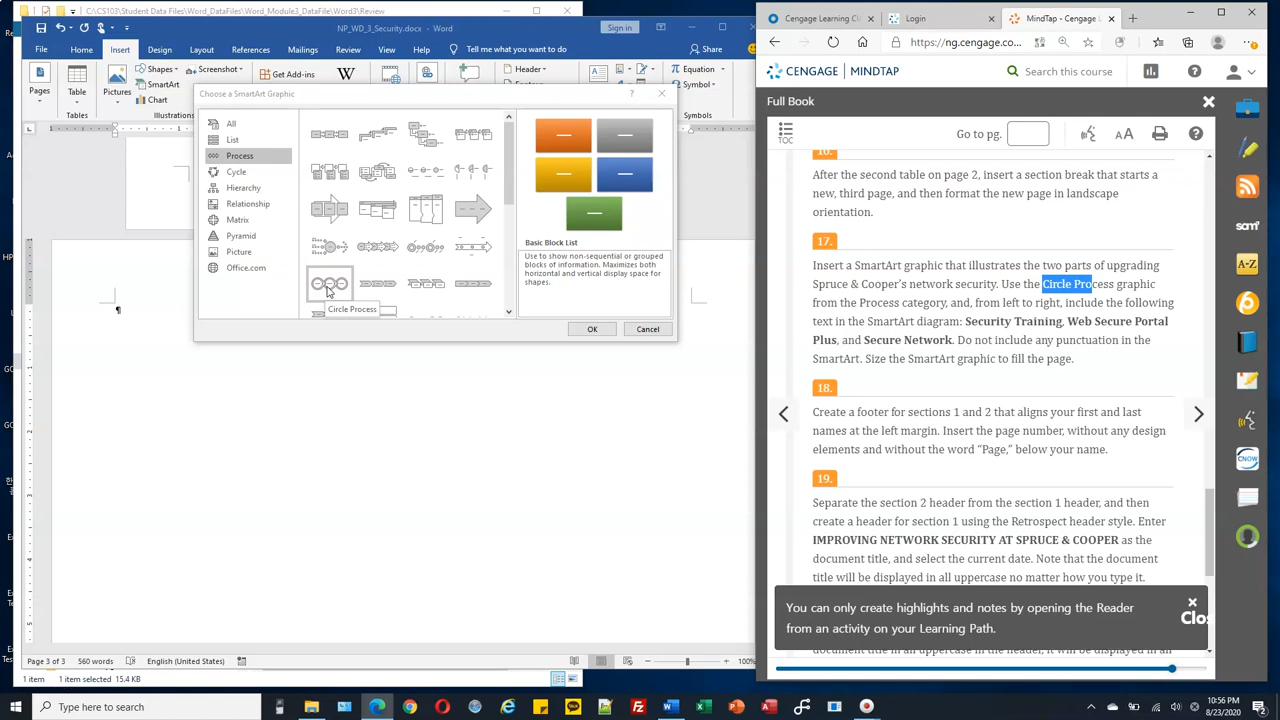 C:\CS103\Student Data Files\Word_DataFiles\Word_Module3_DataFile\Word3\Review
NP_WD_3_Security.docx - Word
Sign in
File Home Insert Design Layout References Mailings Review View Help Tell me what you want to do Share
Pages
Table
Tables
Pictures
Shapes
SmartArt
Chart
Screenshot
Illustrations
Get Add-ins
Header
Equation
Symbol
Symbols
Choose a SmartArt Graphic
All
List
Process
Cycle
Hierarchy
Relationship
Matrix
Pyramid
Picture
Office.com
Circle Process
Basic Block List
Use to show non-sequential or grouped
blocks of information. Maximizes both
horizontal and vertical display space for
shapes.
OK Cancel
Page 3 of 3 560 words English (United States) 100%
1 item 1 item selected 15.4 KB
Cengage Learning
Login
MindTap - Cengage L
https://ng.cengage.co...
CENGAGE MINDTAP
Search this course
Full Book
TOC
Go to pg.
AA
16.
After the second table on page 2, insert a section break that starts a
new, third page, and then format the new page in landscape
orientation.
17.
Insert a SmartArt graphic that illustrates the two parts of upgrading
Spruce & Cooper's network security. Use the Circle Process graphic
from the Process category, and, from left to right, include the following
text in the SmartArt diagram: Security Training, Web Secure Portal
Plus, and Secure Network. Do not include any punctuation in the
SmartArt. Size the SmartArt graphic to fill the page.
18.
Create a footer for sections 1 and 2 that aligns your first and last
names at the left margin. Insert the page number, without any design
elements and without the word “Page,” below your name.
19.
Separate the section 2 header from the section 1 header, and then
create a header for section 1 using the Retrospect header style. Enter
IMPROVING NETWORK SECURITY AT SPRUCE & COOPER as the
document title, and select the current date. Note that the document
title will be displayed in all uppercase no matter how you type it.
You can only create highlights and notes by opening the Reader
from an activity on your Learning Path.
Clos
sam
A-Z
CNOW
Type here to search
10:56 PM
8/23/2020